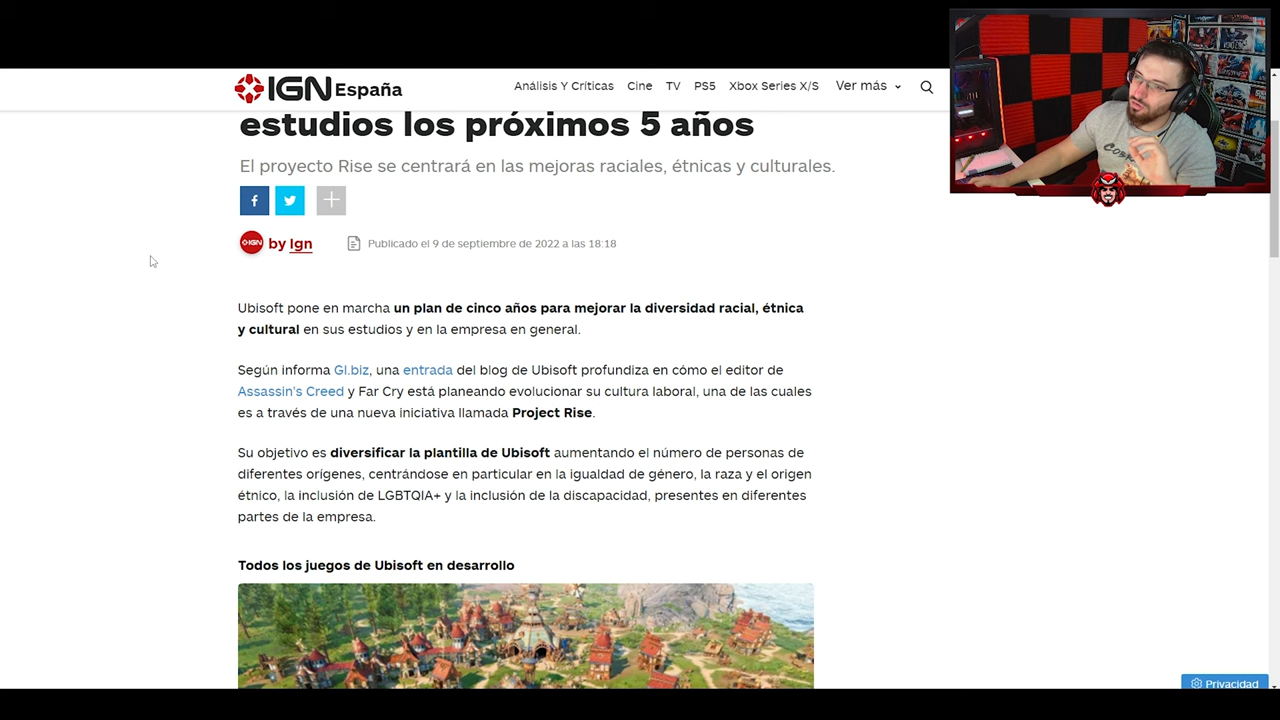 IGN España
Análisis Y Críticas Cine TV PS5 Xbox Series X/S Ver más
estudios los próximos 5 años
El proyecto Rise se centrará en las mejoras raciales, étnicas y culturales.
by Ign Publicado el 9 de septiembre de 2022 a las 18:18
Ubisoft pone en marcha un plan de cinco años para mejorar la diversidad racial, étnica
y cultural en sus estudios y en la empresa en general.
Según informa GI.biz, una entrada del blog de Ubisoft profundiza en cómo el editor de
Assassin's Creed y Far Cry está planeando evolucionar su cultura laboral, una de las cuales
es a través de una nueva iniciativa llamada Project Rise.
Su objetivo es diversificar la plantilla de Ubisoft aumentando el número de personas de
diferentes orígenes, centrándose en particular en la igualdad de género, la raza y el origen
étnico, la inclusión de LGBTQIA+ y la inclusión de la discapacidad, presentes en diferentes
partes de la empresa.
Todos los juegos de Ubisoft en desarrollo
Privacidad